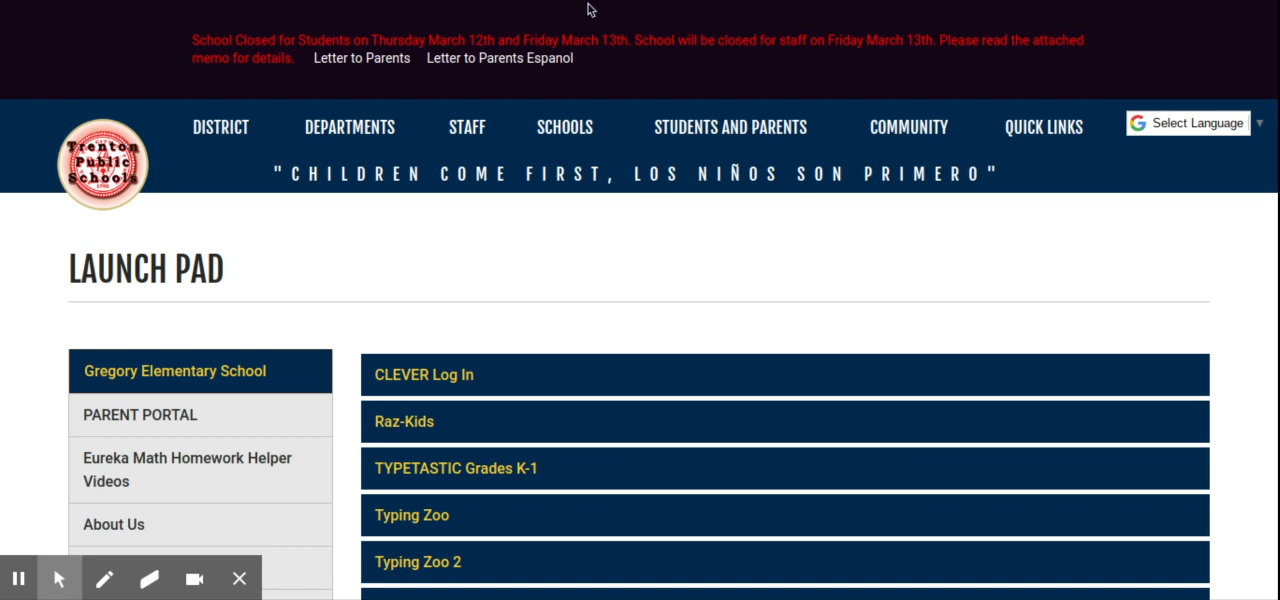 School Closed for Students on Thursday March 12th and Friday March 13th. School will be closed for staff on Friday March 13th. Please read the attached
memo for details. Letter to Parents Letter to Parents Espanol
DISTRICT DEPARTMENTS STAFF SCHOOLS STUDENTS AND PARENTS COMMUNITY QUICK LINKS
Select Language
Trenton
Public
Schools
"CHILDREN COME FIRST, LOS NIÑOS SON PRIMERO"
LAUNCH PAD
Gregory Elementary School
PARENT PORTAL
Eureka Math Homework Helper
Videos
About Us
CLEVER Log In
Raz-Kids
TYPETASTIC Grades K-1
Typing Zoo
Typing Zoo 2